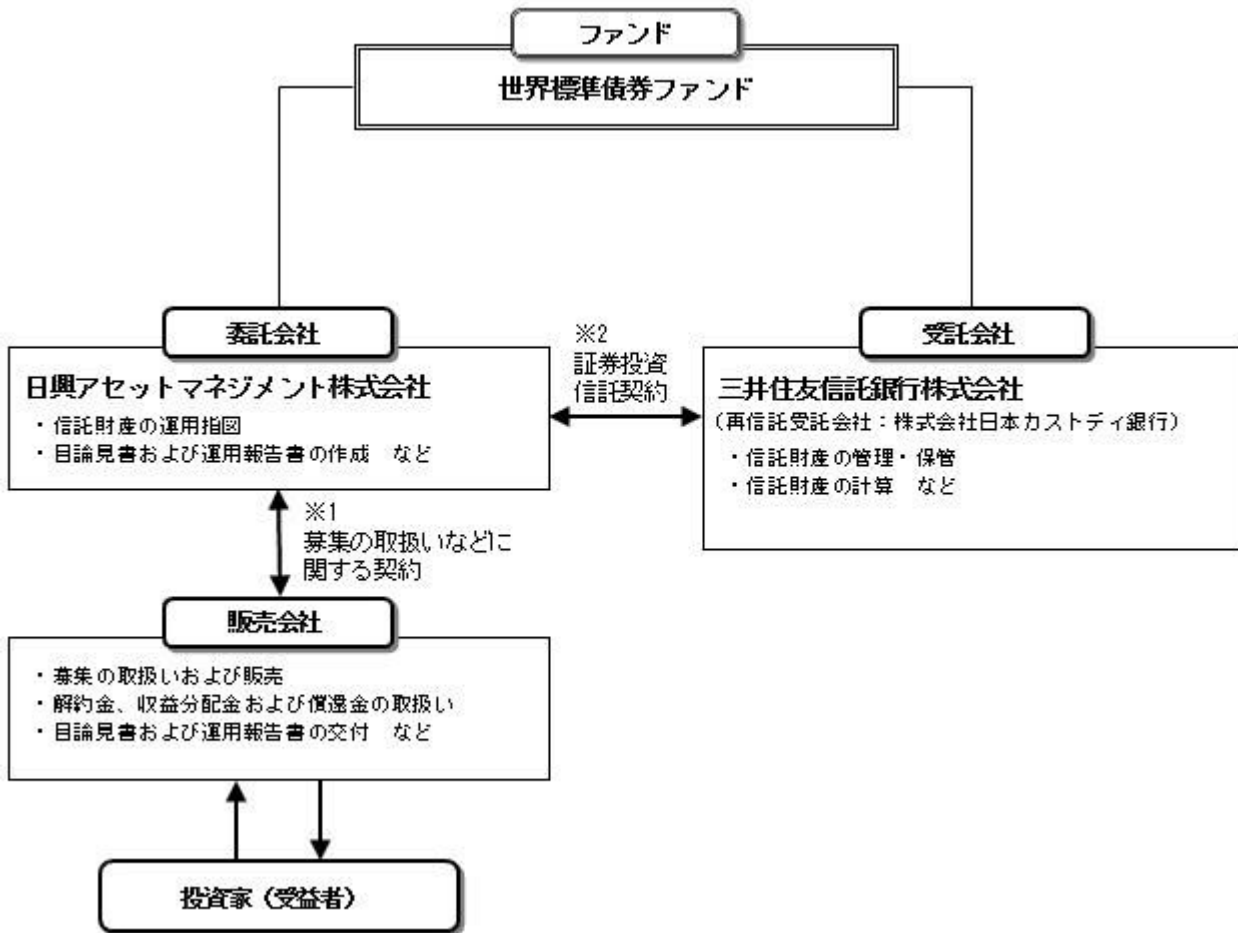 ファンド
世界標準債券ファンド
委託会社
日興アセットマネジメント株式会社
・信託財産の運用指図
・目論見書および運用報告書の作成　など
※2
証券投資
信託契約
受託会社
三井住友信託銀行株式会社
（再信託受託会社：株式会社日本カストディ銀行）
・信託財産の管理・保管
・信託財産の計算　など
※1
募集の取扱いなどに
関する契約
販売会社
・募集の取扱いおよび販売
・解約金、収益分配金および償還金の取扱い
・目論見書および運用報告書の交付　など
投資家（受益者）